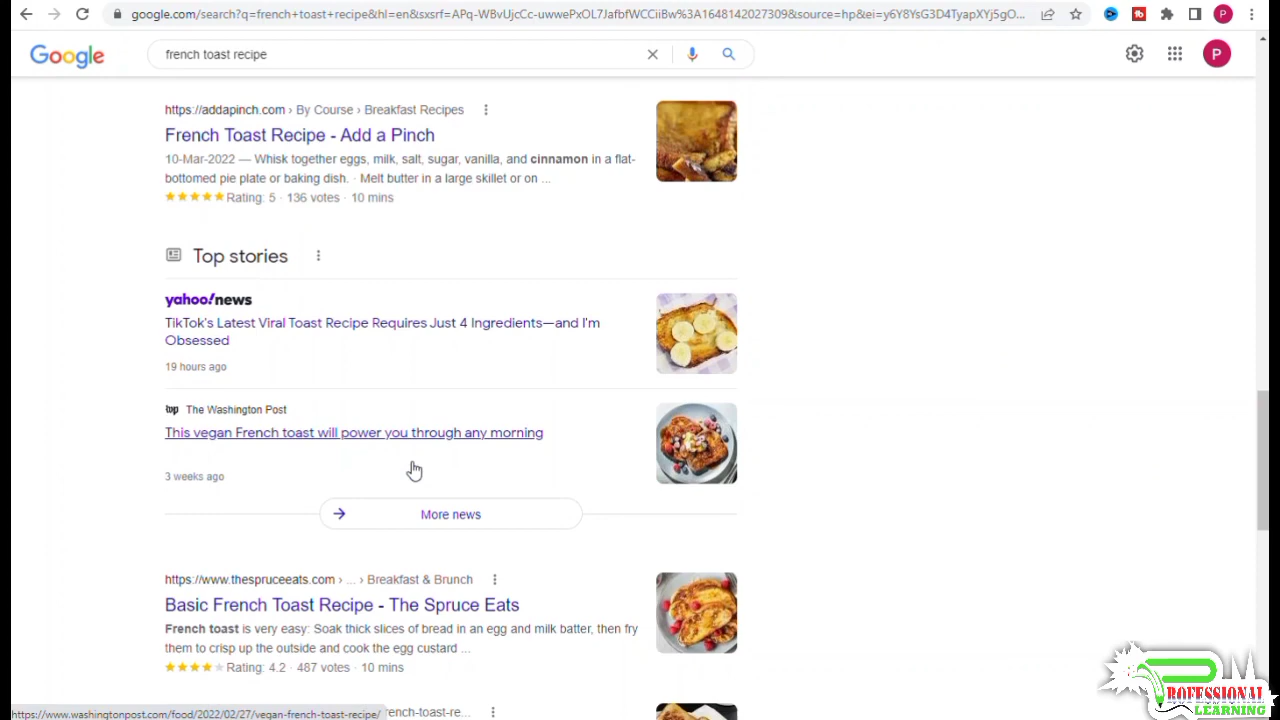 google.com/search?q=french+toast+recipe&hl=en&sxsrf=APq-WBvUjcCc-uwwePxOL7JafbfWCCiiBw%3A1648142027309&source=hp&ei=y6Y8YsG3D4TyapXYj5gO...
Google
french toast recipe
P
https://addapinch.com › By Course › Breakfast Recipes
French Toast Recipe - Add a Pinch
10-Mar-2022 — Whisk together eggs, milk, salt, sugar, vanilla, and cinnamon in a flat-
bottomed pie plate or baking dish. · Melt butter in a large skillet or on ...
Rating: 5 · 136 votes · 10 mins
Top stories
yahoo!news
TikTok's Latest Viral Toast Recipe Requires Just 4 Ingredients—and I'm
Obsessed
19 hours ago
wp The Washington Post
This vegan French toast will power you through any morning
3 weeks ago
More news
https://www.thespruceeats.com › ... › Breakfast & Brunch
Basic French Toast Recipe - The Spruce Eats
French toast is very easy: Soak thick slices of bread in an egg and milk batter, then fry
them to crisp up the outside and cook the egg custard ...
Rating: 4.2 · 487 votes · 10 mins
https://www.washingtonpost.com/food/2022/02/27/vegan-french-toast-recipe/
rench-toast-re...
PROFESSIONAL
LEARNING